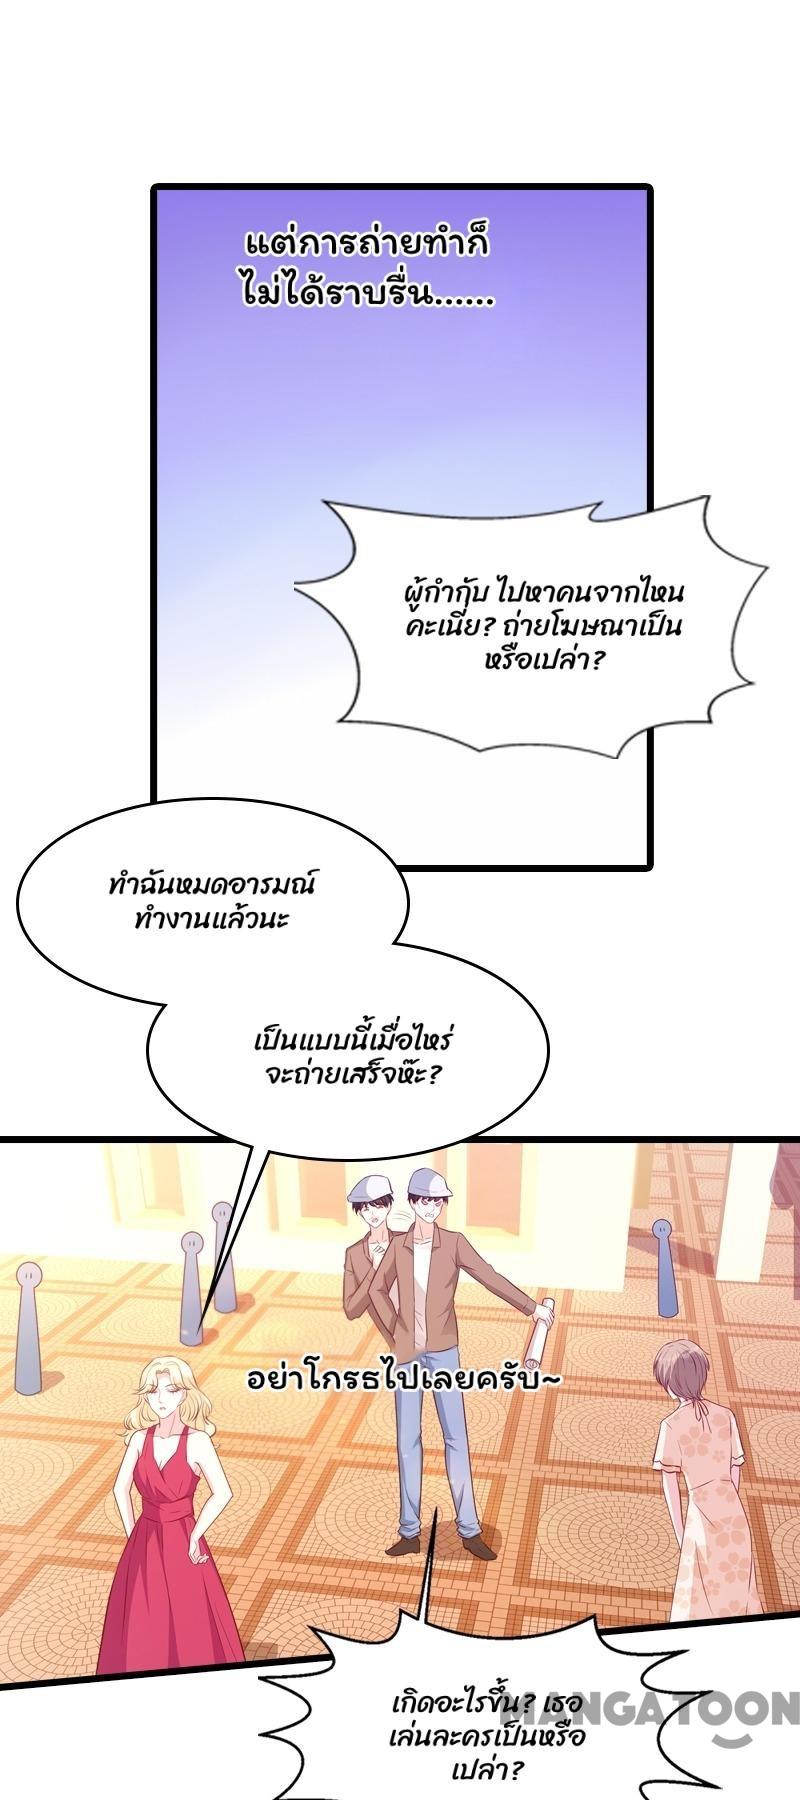 แต่การถ่ายทำก็
ไม่ได้ราบรื่น......
ผู้กำกับ ไปหาคนจากไหน
คะเนี่ย? ถ่ายโฆษณาเป็น
หรือเปล่า?
ทำฉันหมดอารมณ์
ทำงานแล้วนะ
เป็นแบบนี้เมื่อไหร่
จะถ่ายเสร็จห๊ะ?
อย่าโกรธไปเลยครับ~
เกิดอะไรขึ้น? เธอ
เล่นละครเป็นหรือ
เปล่า?
MANGATOON